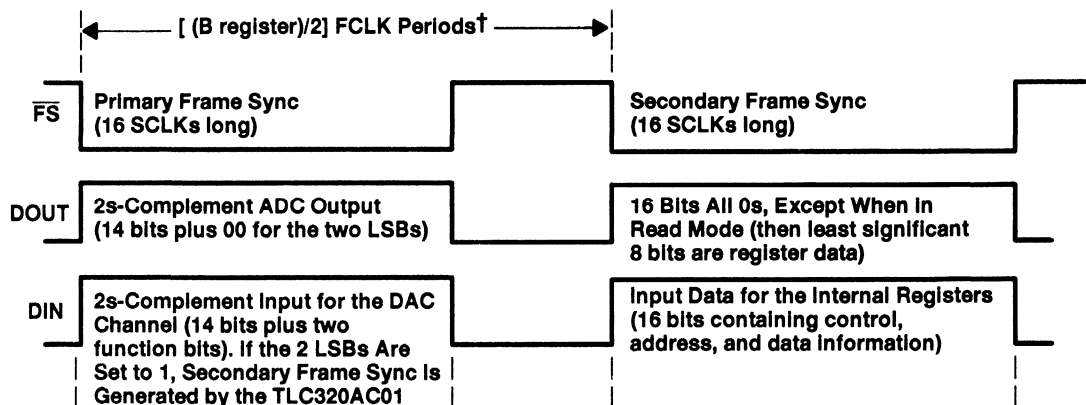 [ (B register)/2] FCLK Periods†
FS
Primary Frame Sync
(16 SCLKs long)
Secondary Frame Sync
(16 SCLKs long)
DOUT
2s-Complement ADC Output
(14 bits plus 00 for the two LSBs)
16 Bits All 0s, Except When in
Read Mode (then least significant
8 bits are register data)
DIN
2s-Complement Input for the DAC
Channel (14 bits plus two
function bits). If the 2 LSBs Are
Set to 1, Secondary Frame Sync Is
Generated by the TLC320AC01
Input Data for the Internal Registers
(16 bits containing control,
address, and data information)